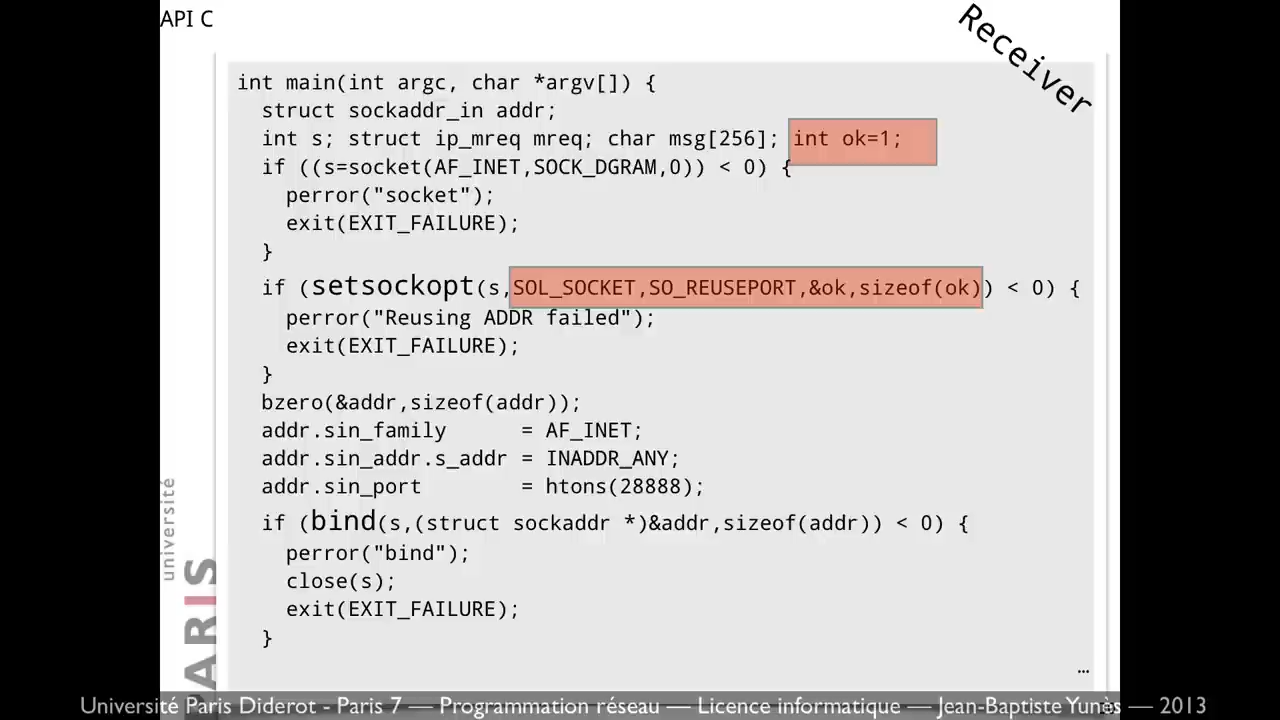 API C
Receiver
int main(int argc, char *argv[]) {
  struct sockaddr_in addr;
  int s; struct ip_mreq mreq; char msg[256]; int ok=1;
  if ((s=socket(AF_INET,SOCK_DGRAM,0)) < 0) {
    perror("socket");
    exit(EXIT_FAILURE);
  }
  if (setsockopt(s,SOL_SOCKET,SO_REUSEPORT,&ok,sizeof(ok)) < 0) {
    perror("Reusing ADDR failed");
    exit(EXIT_FAILURE);
  }
  bzero(&addr,sizeof(addr));
  addr.sin_family      = AF_INET;
  addr.sin_addr.s_addr = INADDR_ANY;
  addr.sin_port        = htons(28888);
  if (bind(s,(struct sockaddr *)&addr,sizeof(addr)) < 0) {
    perror("bind");
    close(s);
    exit(EXIT_FAILURE);
  }
…
université
PARIS
Université Paris Diderot - Paris 7 — Programmation réseau — Licence informatique — Jean-Baptiste Yunès — 2013